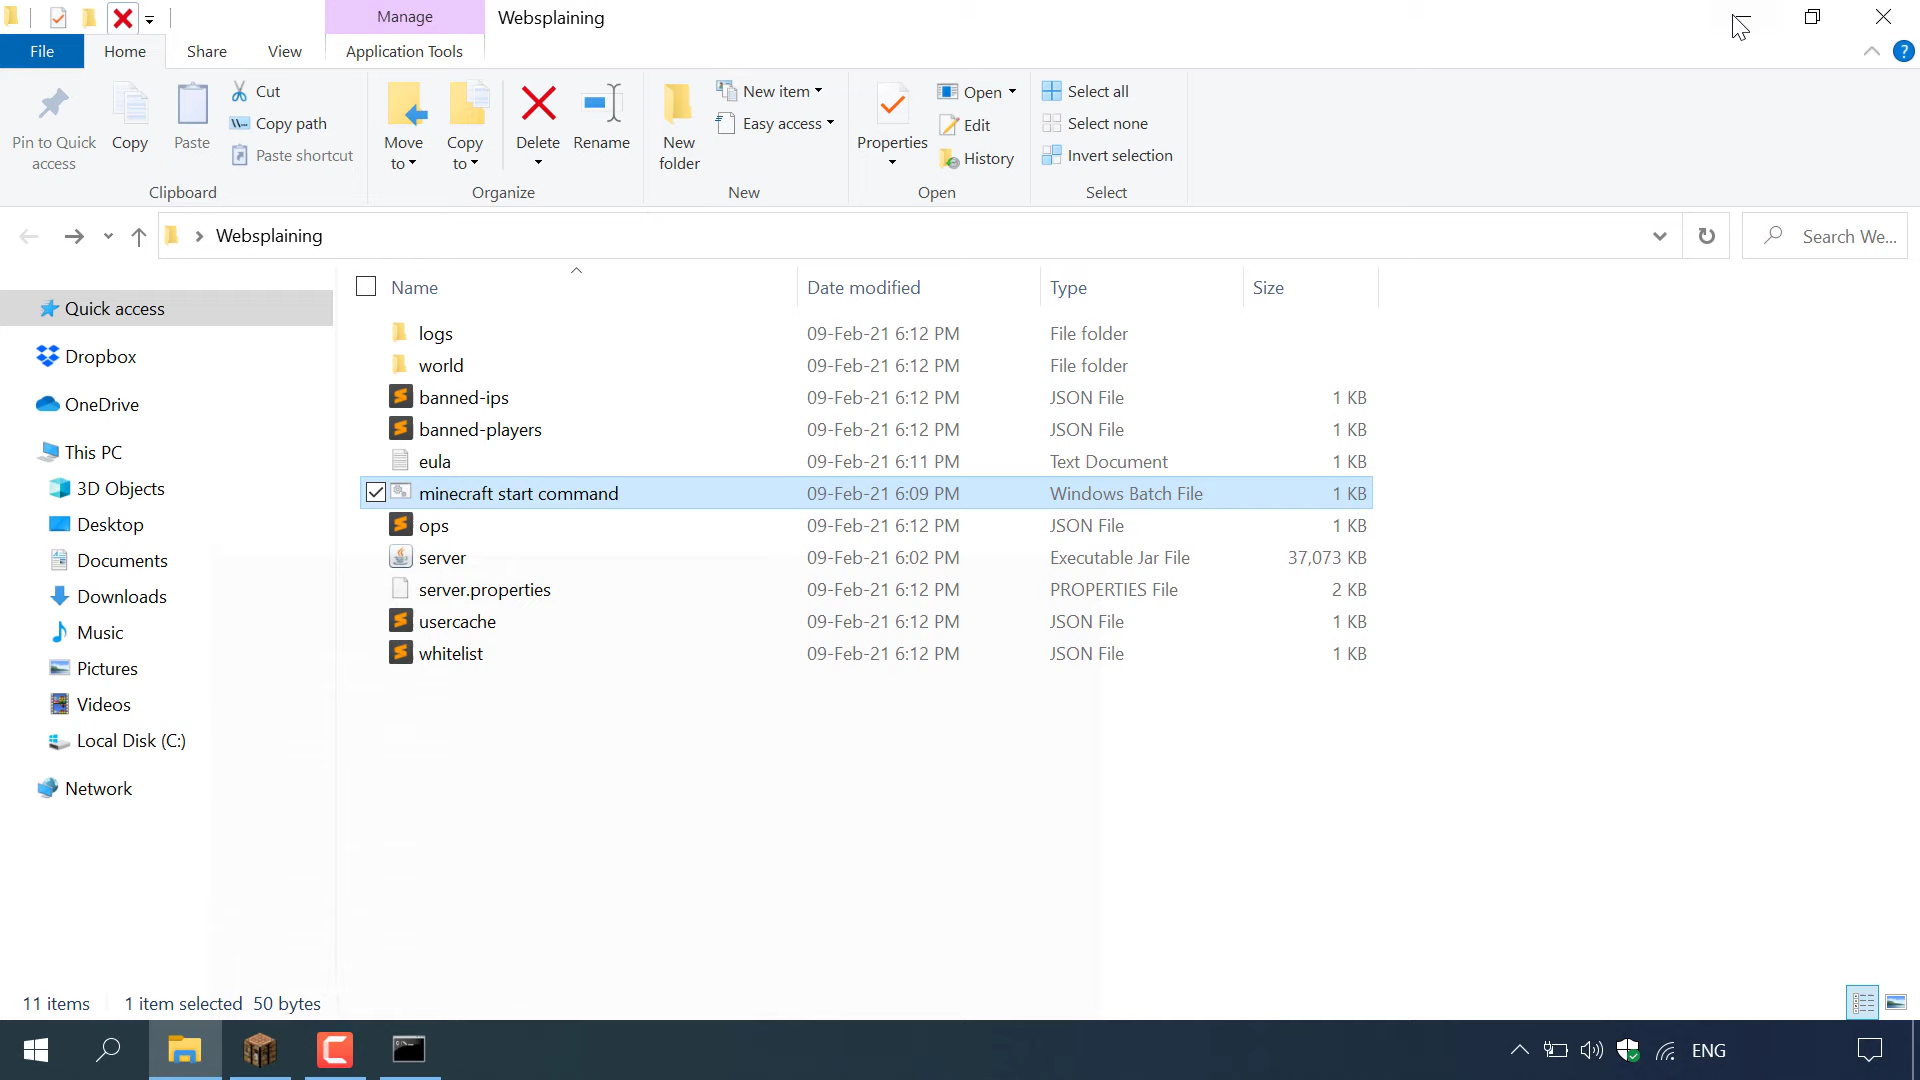 Manage
Websplaining
File
Home
Share
View
Application Tools
Pin to Quick access
Copy
Paste
Cut
Copy path
Paste shortcut
Clipboard
Move to
Copy to
Delete
Rename
Organize
New folder
New item
Easy access
New
Properties
Open
Edit
History
Open
Select all
Select none
Invert selection
Select
Websplaining
Search We...
Name
Date modified
Type
Size
Quick access
Dropbox
OneDrive
This PC
3D Objects
Desktop
Documents
Downloads
Music
Pictures
Videos
Local Disk (C:)
Network
logs 09-Feb-21 6:12 PM File folder
world 09-Feb-21 6:12 PM File folder
banned-ips 09-Feb-21 6:12 PM JSON File 1 KB
banned-players 09-Feb-21 6:12 PM JSON File 1 KB
eula 09-Feb-21 6:11 PM Text Document 1 KB
minecraft start command 09-Feb-21 6:09 PM Windows Batch File 1 KB
ops 09-Feb-21 6:12 PM JSON File 1 KB
server 09-Feb-21 6:02 PM Executable Jar File 37,073 KB
server.properties 09-Feb-21 6:12 PM PROPERTIES File 2 KB
usercache 09-Feb-21 6:12 PM JSON File 1 KB
whitelist 09-Feb-21 6:12 PM JSON File 1 KB
11 items 1 item selected 50 bytes
ENG